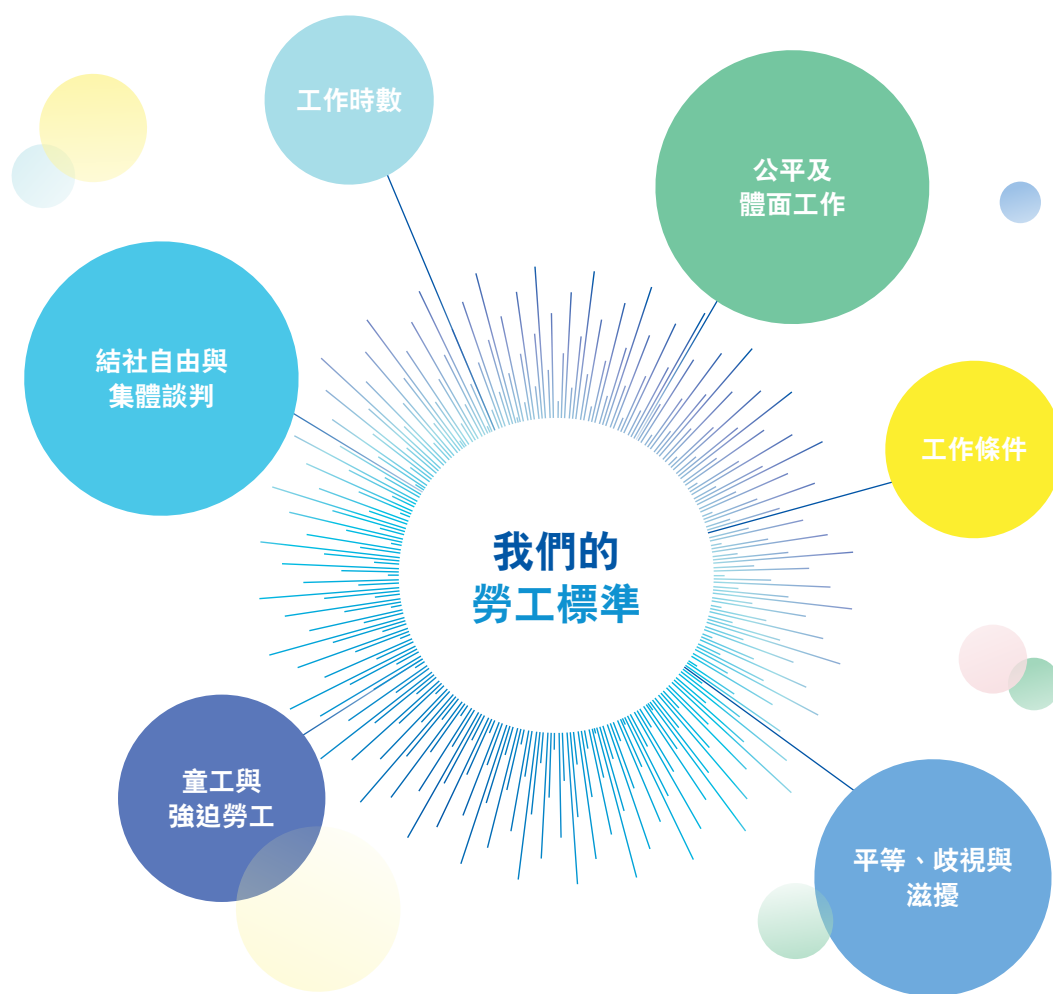 工作時數
公平及
體面工作
結社自由與
集體談判
工作條件
我們的
勞工標準
童工與
強迫勞工
平等、歧視與
滋擾